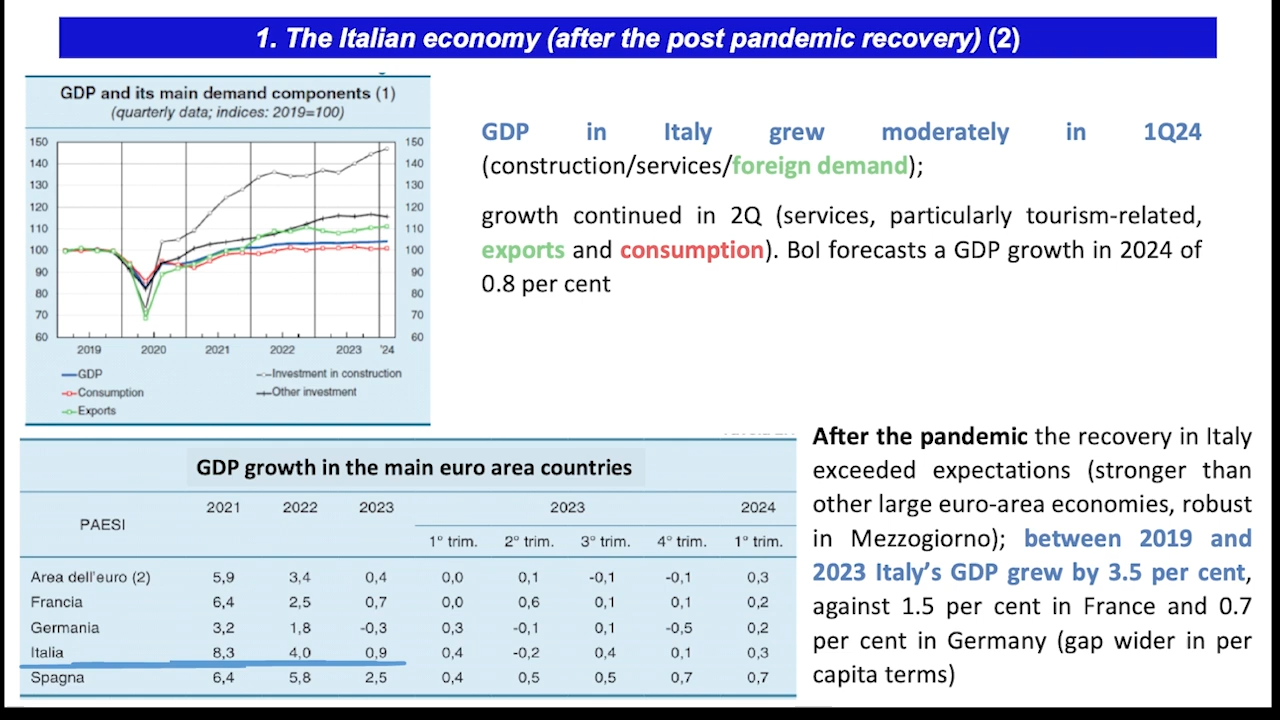 1. The Italian economy (after the post pandemic recovery) (2)
GDP and its main demand components (1)
(quarterly data; indices: 2019=100)
150 150
140 140
130 130
120 120
110 110
100 100
90 90
80 80
70 70
60 60
2019 2020 2021 2022 2023 '24
GDP Investment in construction
Consumption Other investment
Exports
GDP in Italy grew moderately in 1Q24
(construction/services/foreign demand);
growth continued in 2Q (services, particularly tourism-related,
exports and consumption). BoI forecasts a GDP growth in 2024 of
0.8 per cent
GDP growth in the main euro area countries
PAESI 2021 2022 2023 2023 2024
1° trim. 2° trim. 3° trim. 4° trim. 1° trim.
Area dell'euro (2) 5,9 3,4 0,4 0,0 0,1 -0,1 -0,1 0,3
Francia 6,4 2,5 0,7 0,0 0,6 0,1 0,1 0,2
Germania 3,2 1,8 -0,3 0,3 -0,1 0,1 -0,5 0,2
Italia 8,3 4,0 0,9 0,4 -0,2 0,4 0,1 0,3
Spagna 6,4 5,8 2,5 0,4 0,5 0,5 0,7 0,7
After the pandemic the recovery in Italy
exceeded expectations (stronger than
other large euro-area economies, robust
in Mezzogiorno); between 2019 and
2023 Italy's GDP grew by 3.5 per cent,
against 1.5 per cent in France and 0.7
per cent in Germany (gap wider in per
capita terms)